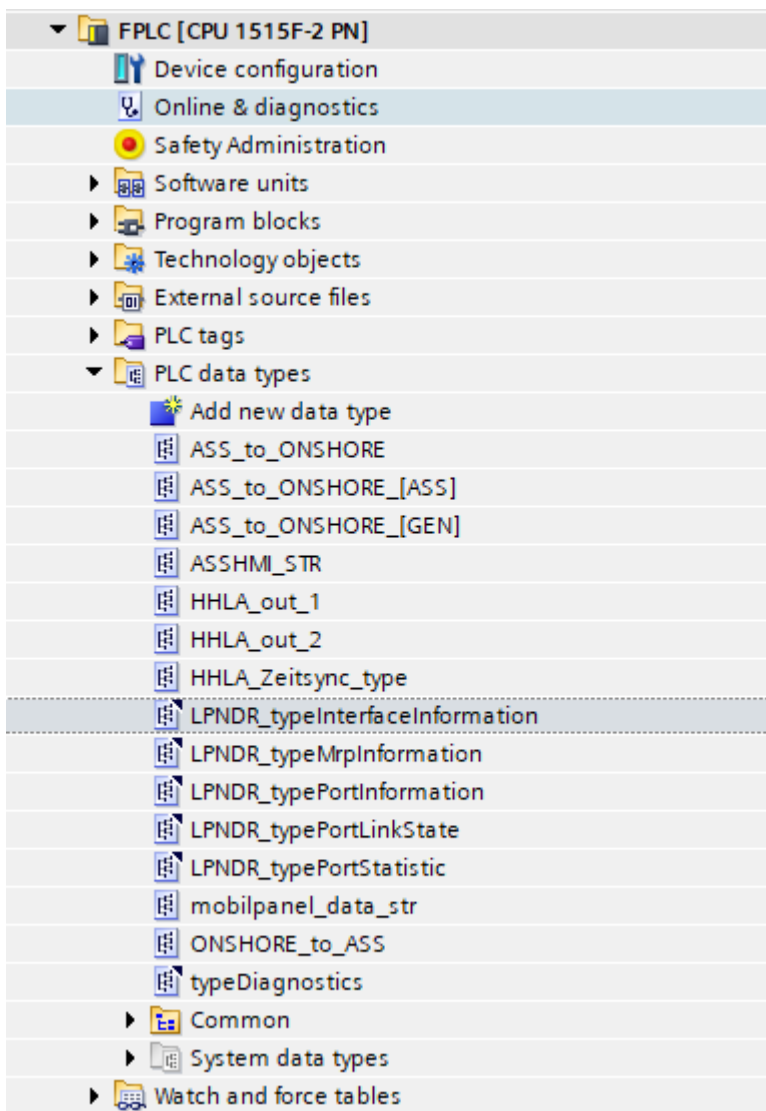 FPLC [CPU 1515F-2 PN]
Device configuration
Online & diagnostics
Safety Administration
Software units
Program blocks
Technology objects
External source files
PLC tags
PLC data types
Add new data type
ASS_to_ONSHORE
ASS_to_ONSHORE_[ASS]
ASS_to_ONSHORE_[GEN]
ASSHMI_STR
HHLA_out_1
HHLA_out_2
HHLA_Zeitsync_type
LPNDR_typeInterfaceInformation
LPNDR_typeMrpInformation
LPNDR_typePortInformation
LPNDR_typePortLinkState
LPNDR_typePortStatistic
mobilpanel_data_str
ONSHORE_to_ASS
typeDiagnostics
Common
System data types
Watch and force tables